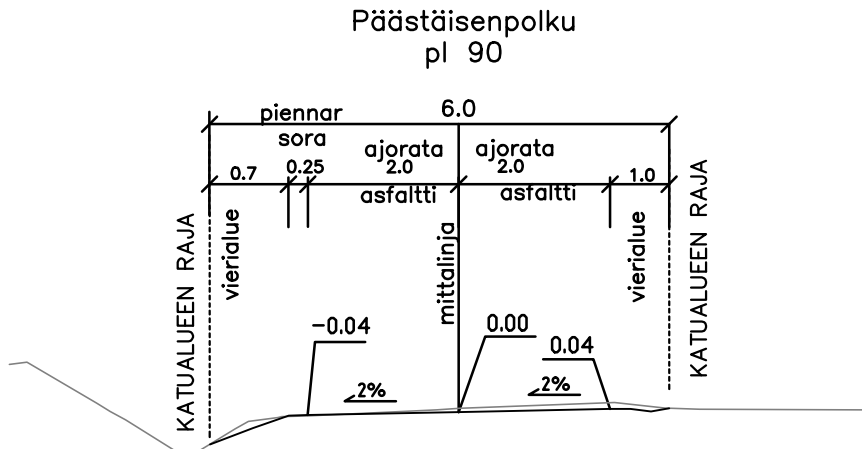 Päästäisenpolku
pl 90
6.0
piennar
sora
ajorata
ajorata
0.7
0.25
2.0
2.0
1.0
asfaltti
asfaltti
KATUALUEEN RAJA
vierialue
mittalinja
vierialue
KATUALUEEN RAJA
-0.04
0.00
0.04
2%
2%